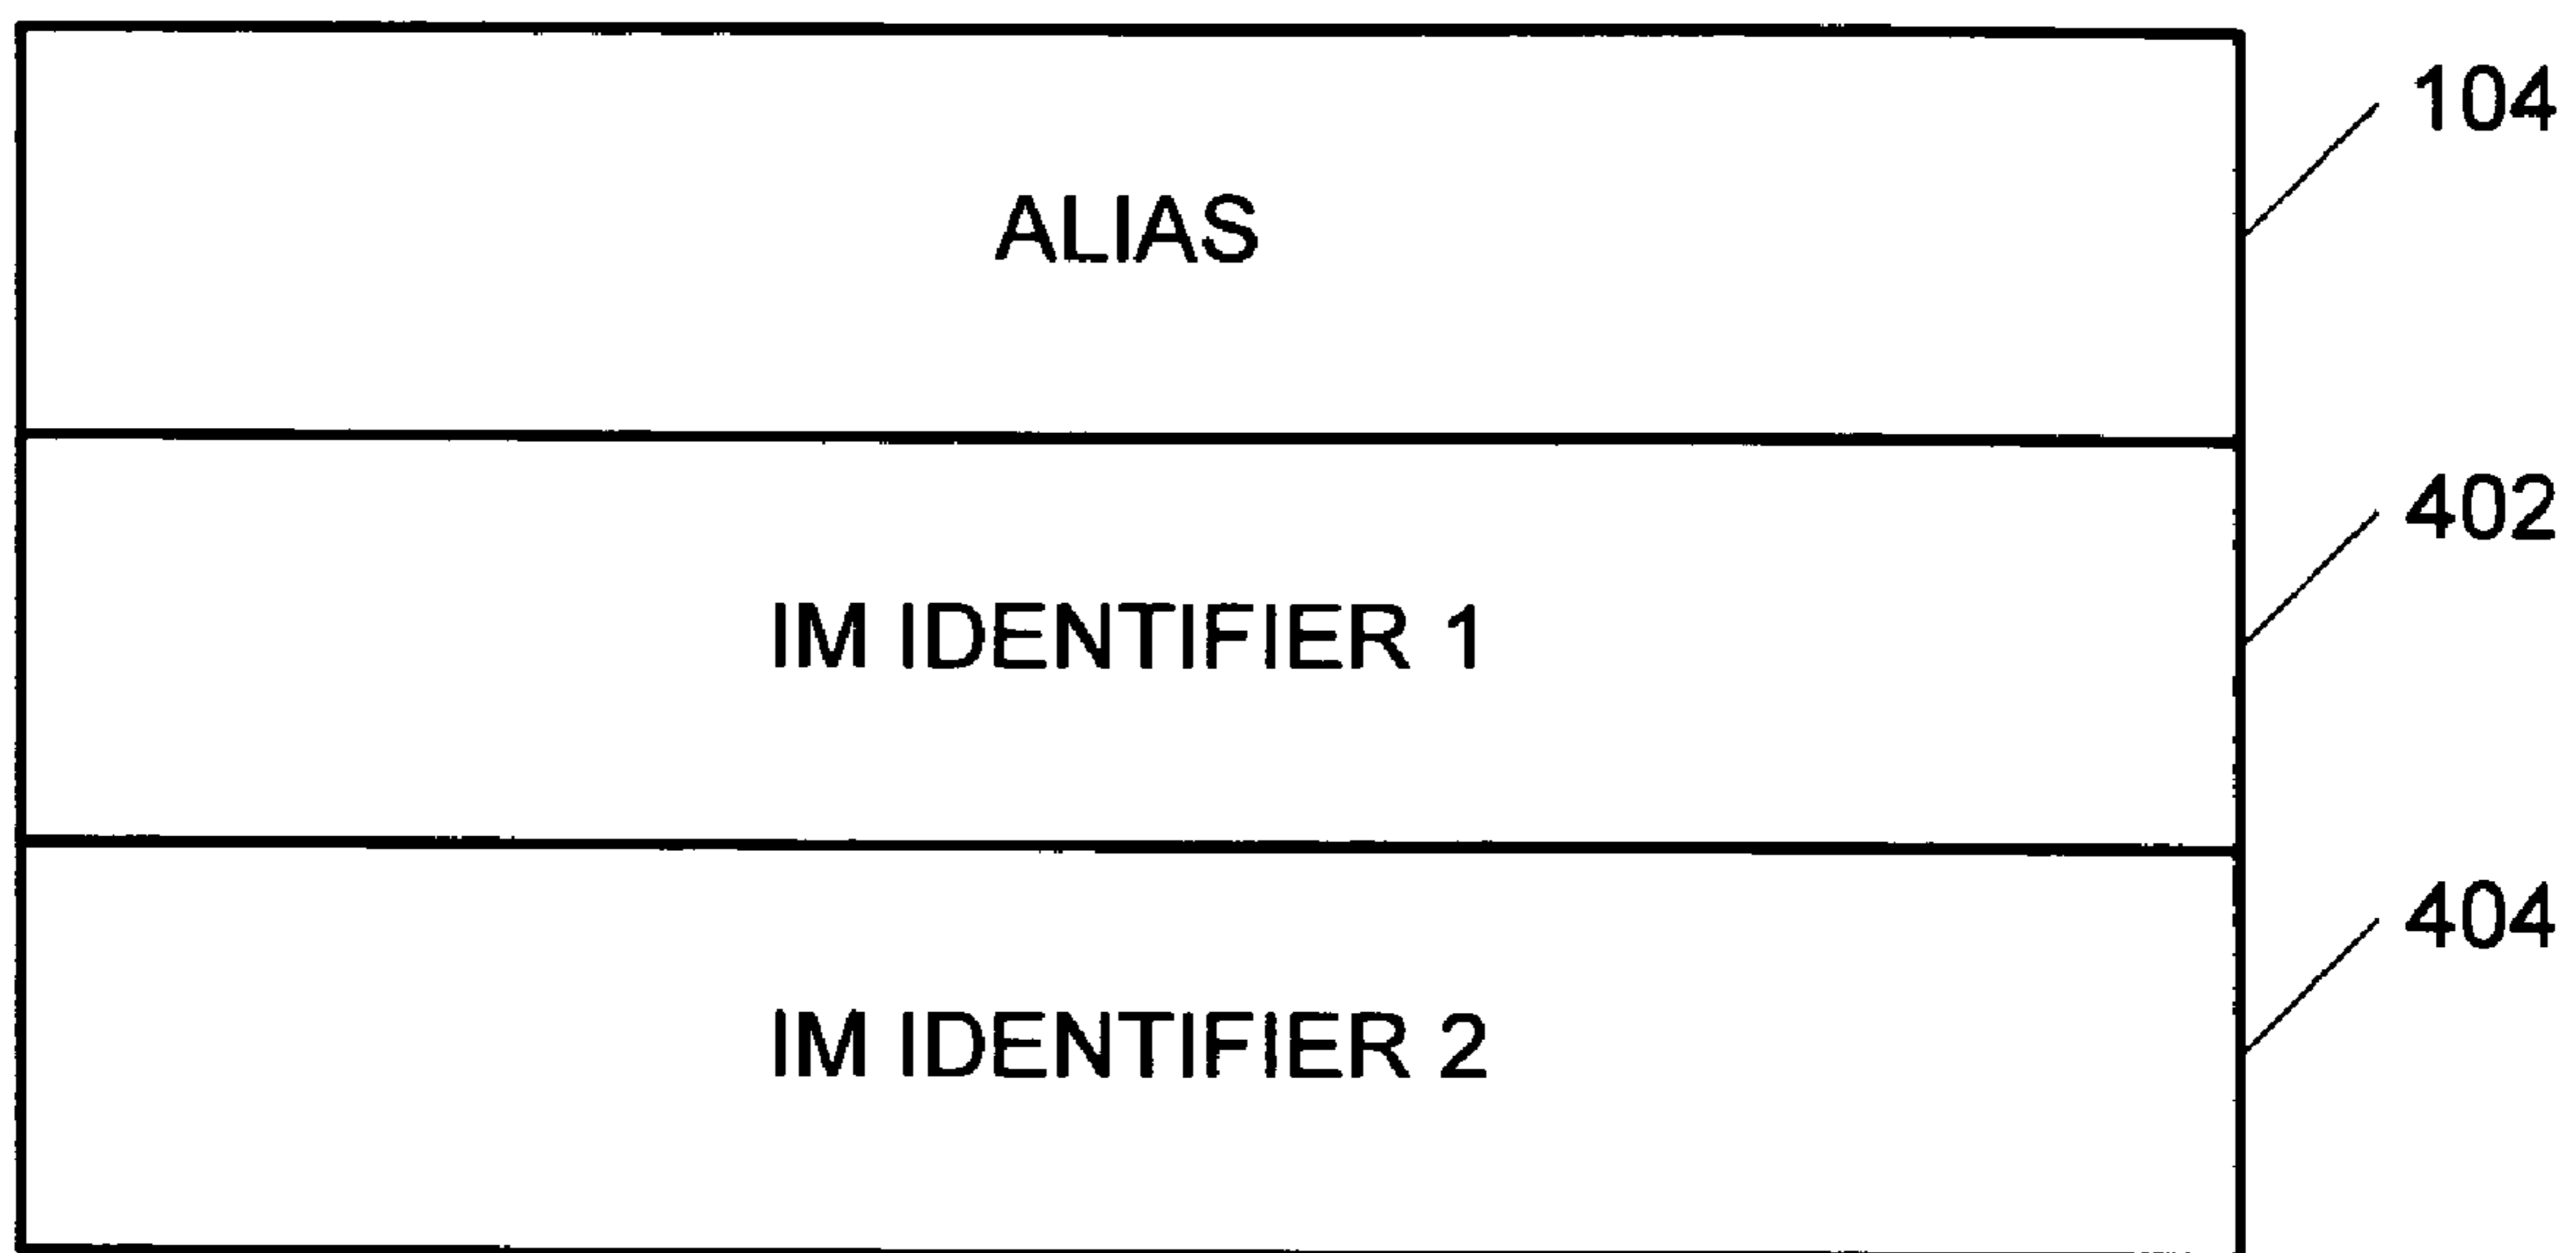 104
ALIAS
402
IM IDENTIFIER 1
404
IM IDENTIFIER 2